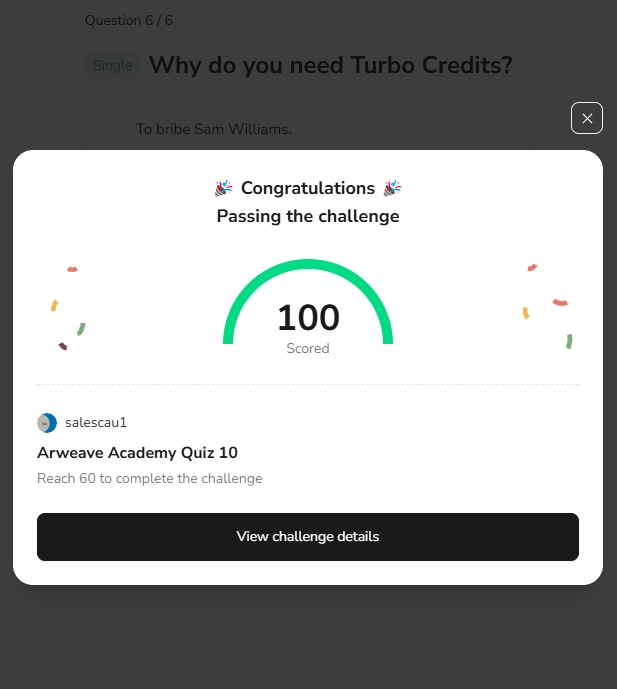 Question 6 / 6
Single Why do you need Turbo Credits?
To bribe Sam Williams.
Congratulations
Passing the challenge
100
Scored
salescau1
Arweave Academy Quiz 10
Reach 60 to complete the challenge
View challenge details